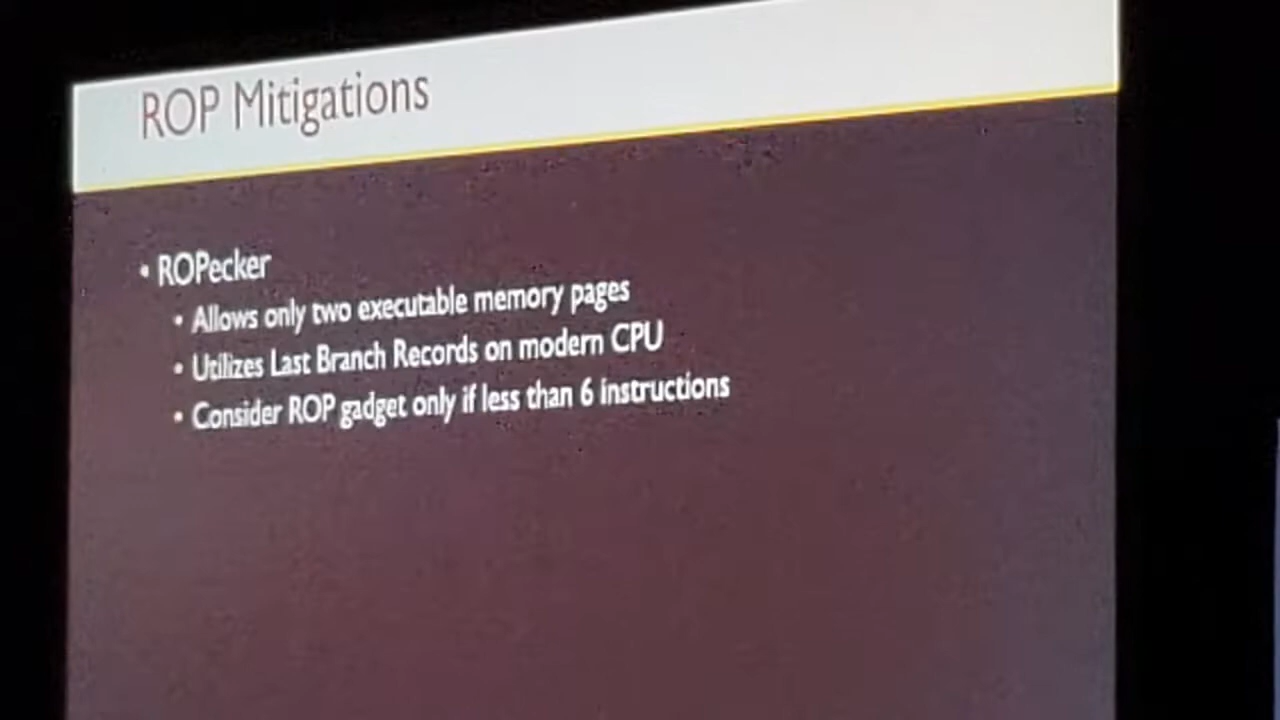 ROP Mitigations
• ROPecker
• Allows only two executable memory pages
• Utilizes Last Branch Records on modern CPU
• Consider ROP gadget only if less than 6 instructions